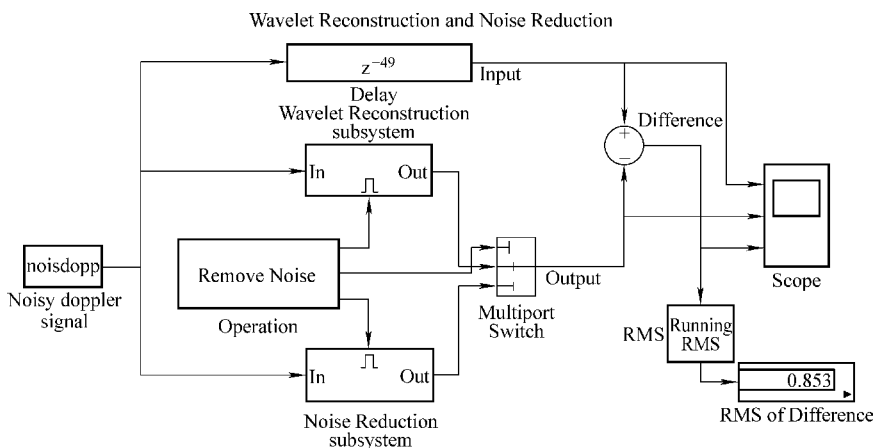 Wavelet Reconstruction and Noise Reduction
z⁻⁴⁹
Input
Delay
Wavelet Reconstruction
subsystem
Difference
+
−
In
Out
noisdopp
Noisy doppler
signal
Remove Noise
Operation
Output
Multiport
Switch
Scope
RMS
Running
RMS
In
Out
0.853
RMS of Difference
Noise Reduction
subsystem